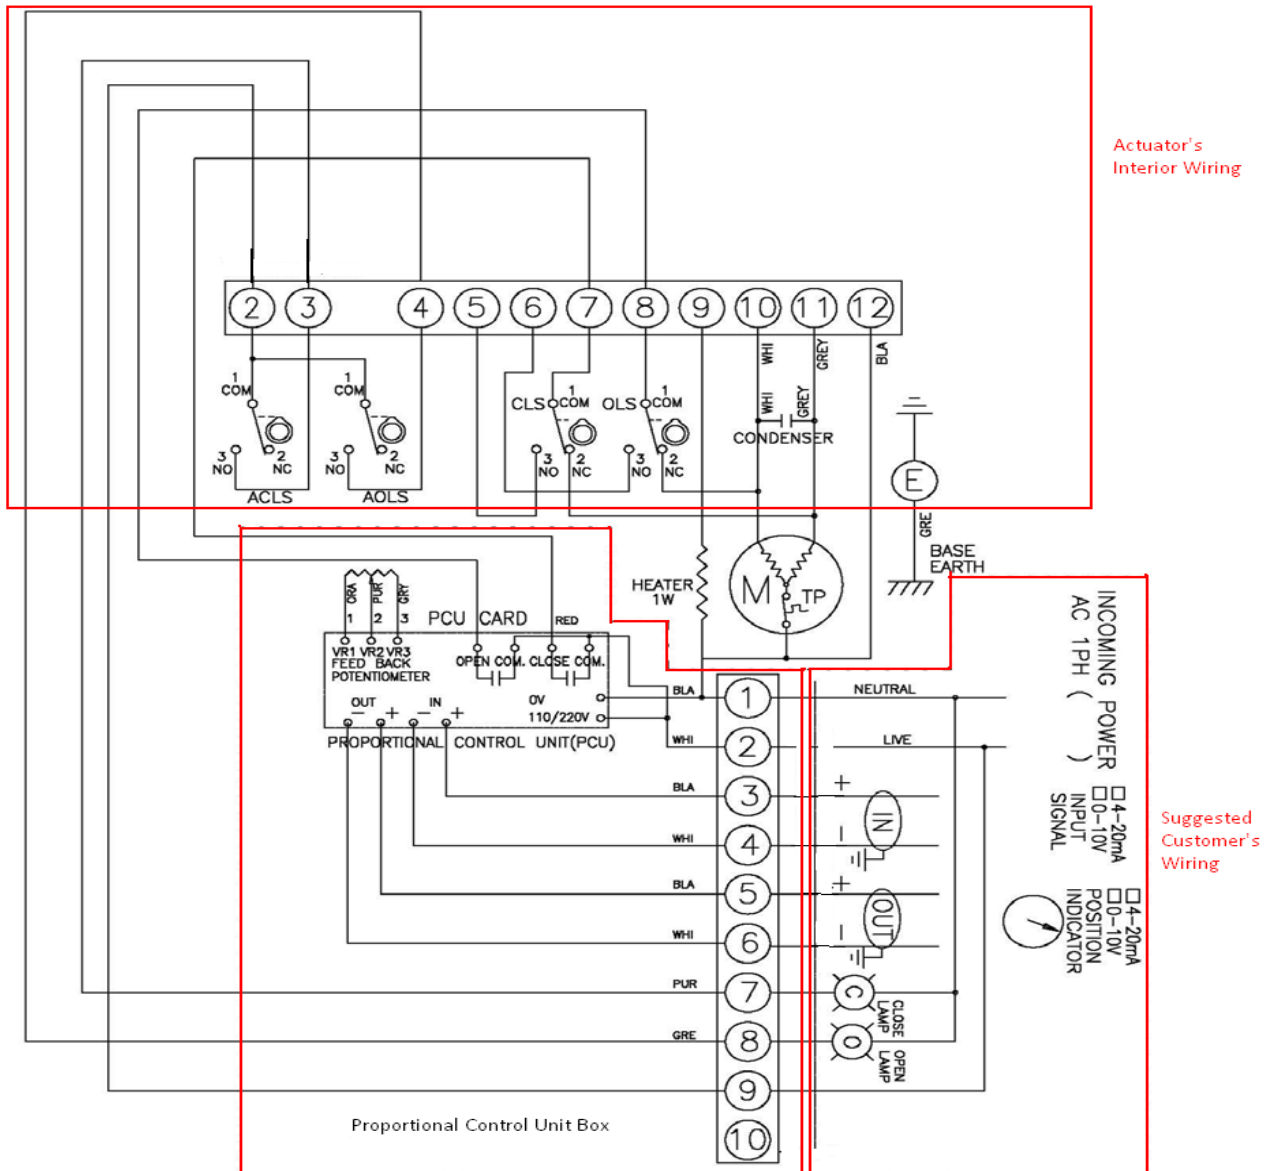 Actuator's
Interior Wiring
2 3 4 5 6 7 8 9 10 11 12
WHI
GREY
BLA
1
COM
1
COM
CLS
1
COM
OLS
1
COM
WHI
GREY
CONDENSER
3
NO
2
NC
3
NO
2
NC
3
NO
2
NC
3
NO
2
NC
ACLS
AOLS
E
GRE
BASE
EARTH
HEATER
1W
M
TP
ORA
PUR
GRY
1 2 3
PCU CARD
RED
VR1 VR2 VR3
FEED BACK
POTENTIOMETER
OPEN COM. CLOSE COM.
OUT
IN
- + - +
0V
110/220V
PROPORTIONAL CONTROL UNIT(PCU)
BLA
1
NEUTRAL
WHI
2
LIVE
BLA
3
+
WHI
4
-
IN
BLA
5
+
WHI
6
-
OUT
PUR
7
C
CLOSE
LAMP
GRE
8
O
OPEN
LAMP
9
10
INCOMING POWER
AC 1PH ( )
□4-20mA
□0-10V
INPUT
SIGNAL
□4-20mA
□0-10V
POSITION
INDICATOR
Suggested
Customer's
Wiring
Proportional Control Unit Box